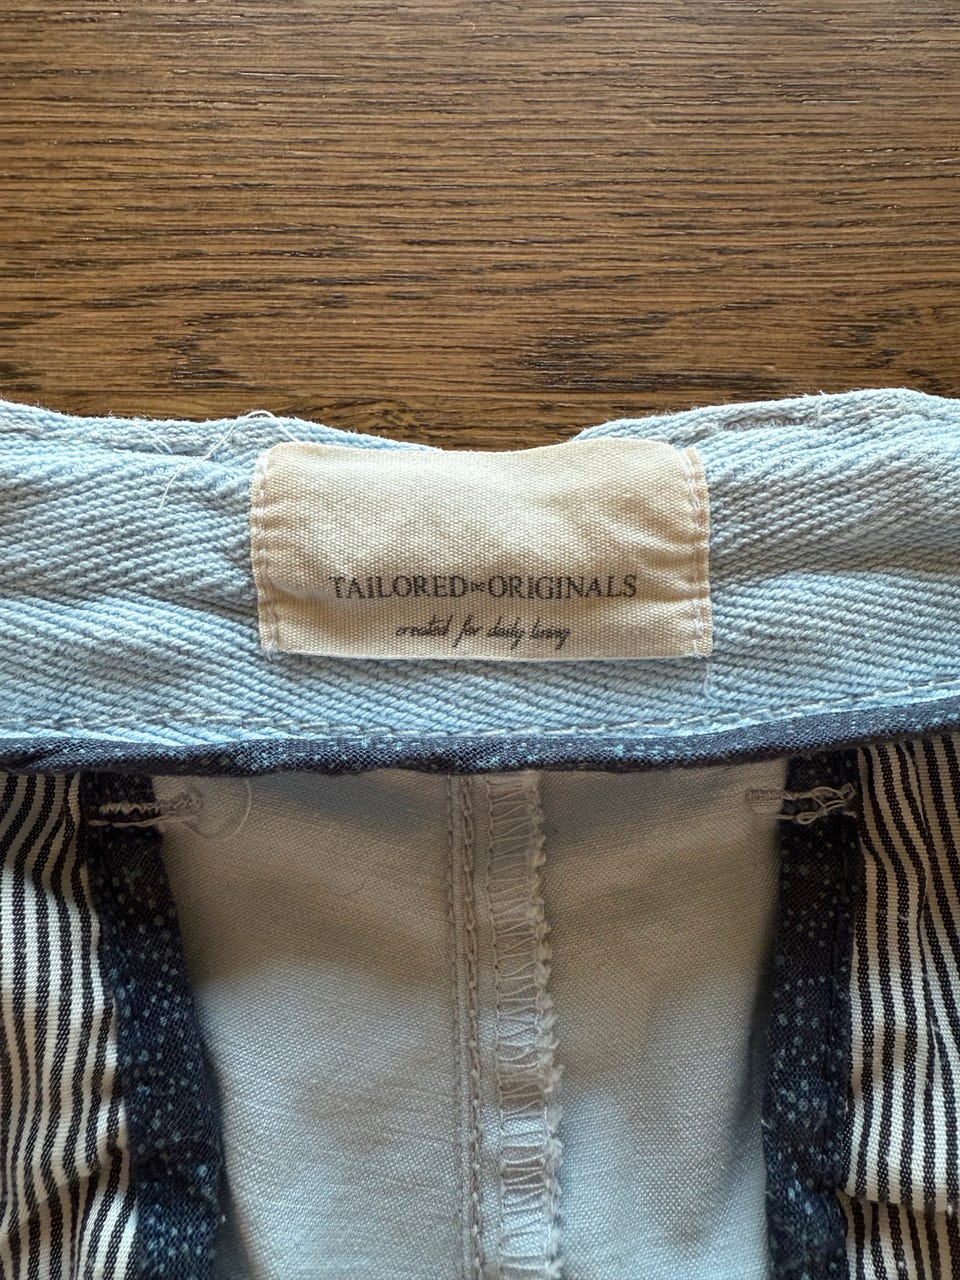 TAILORED & ORIGINALS
created for daily living